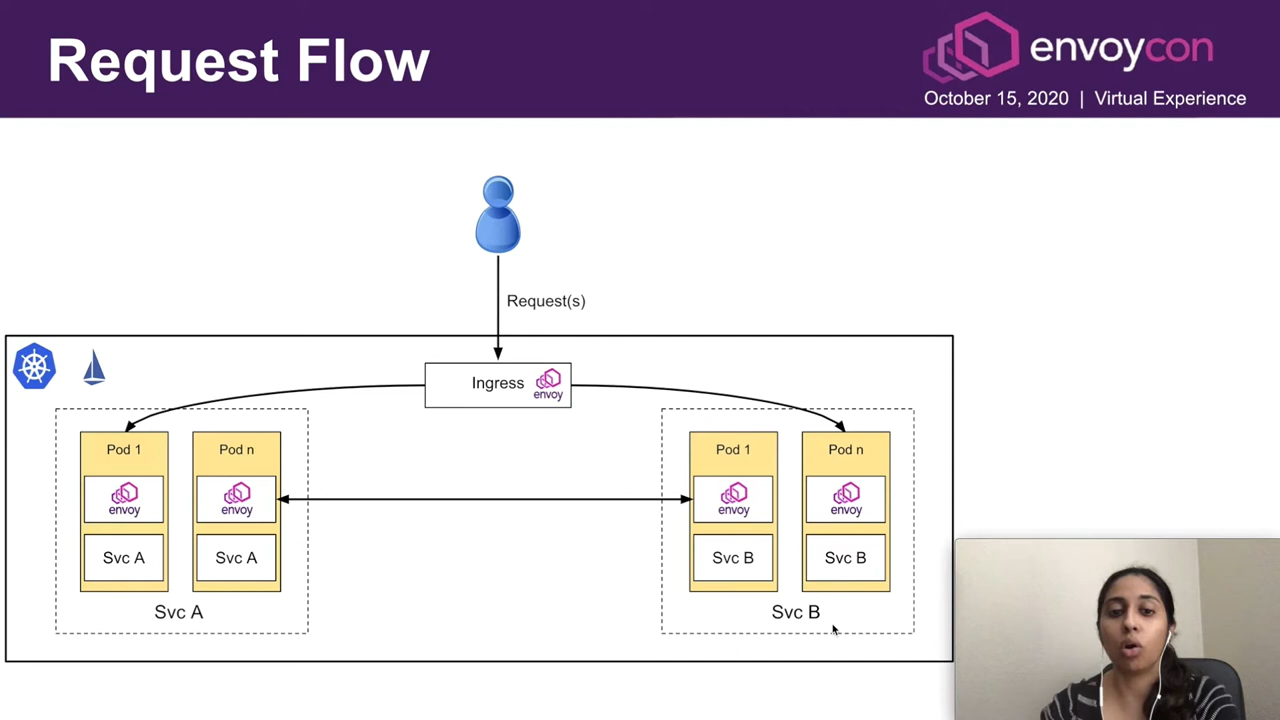 Request Flow
envoycon
October 15, 2020 | Virtual Experience
Request(s)
Ingress
envoy
Pod 1
Pod n
Pod 1
Pod n
envoy
envoy
envoy
envoy
Svc A
Svc A
Svc B
Svc B
Svc A
Svc B